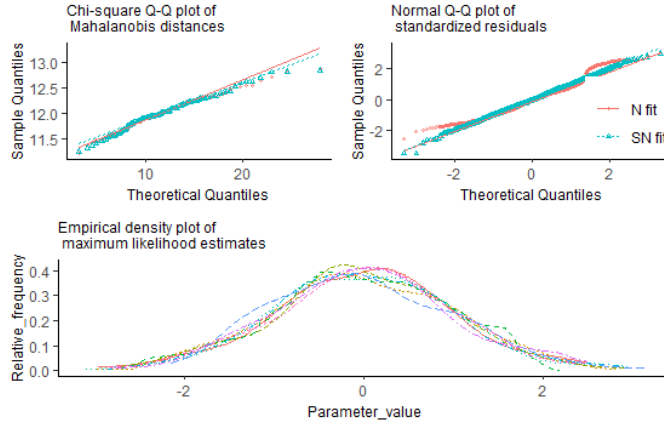 Chi-square Q-Q plot of
Mahalanobis distances
Sample Quantiles
13.0
12.5
12.0
11.5
10
20
Theoretical Quantiles
Normal Q-Q plot of
standardized residuals
Sample Quantiles
2
0
-2
-2
0
2
Theoretical Quantiles
N fit
SN fit
Empirical density plot of
maximum likelihood estimates
Relative_frequency
0.4
0.3
0.2
0.1
0.0
-2
0
2
Parameter_value